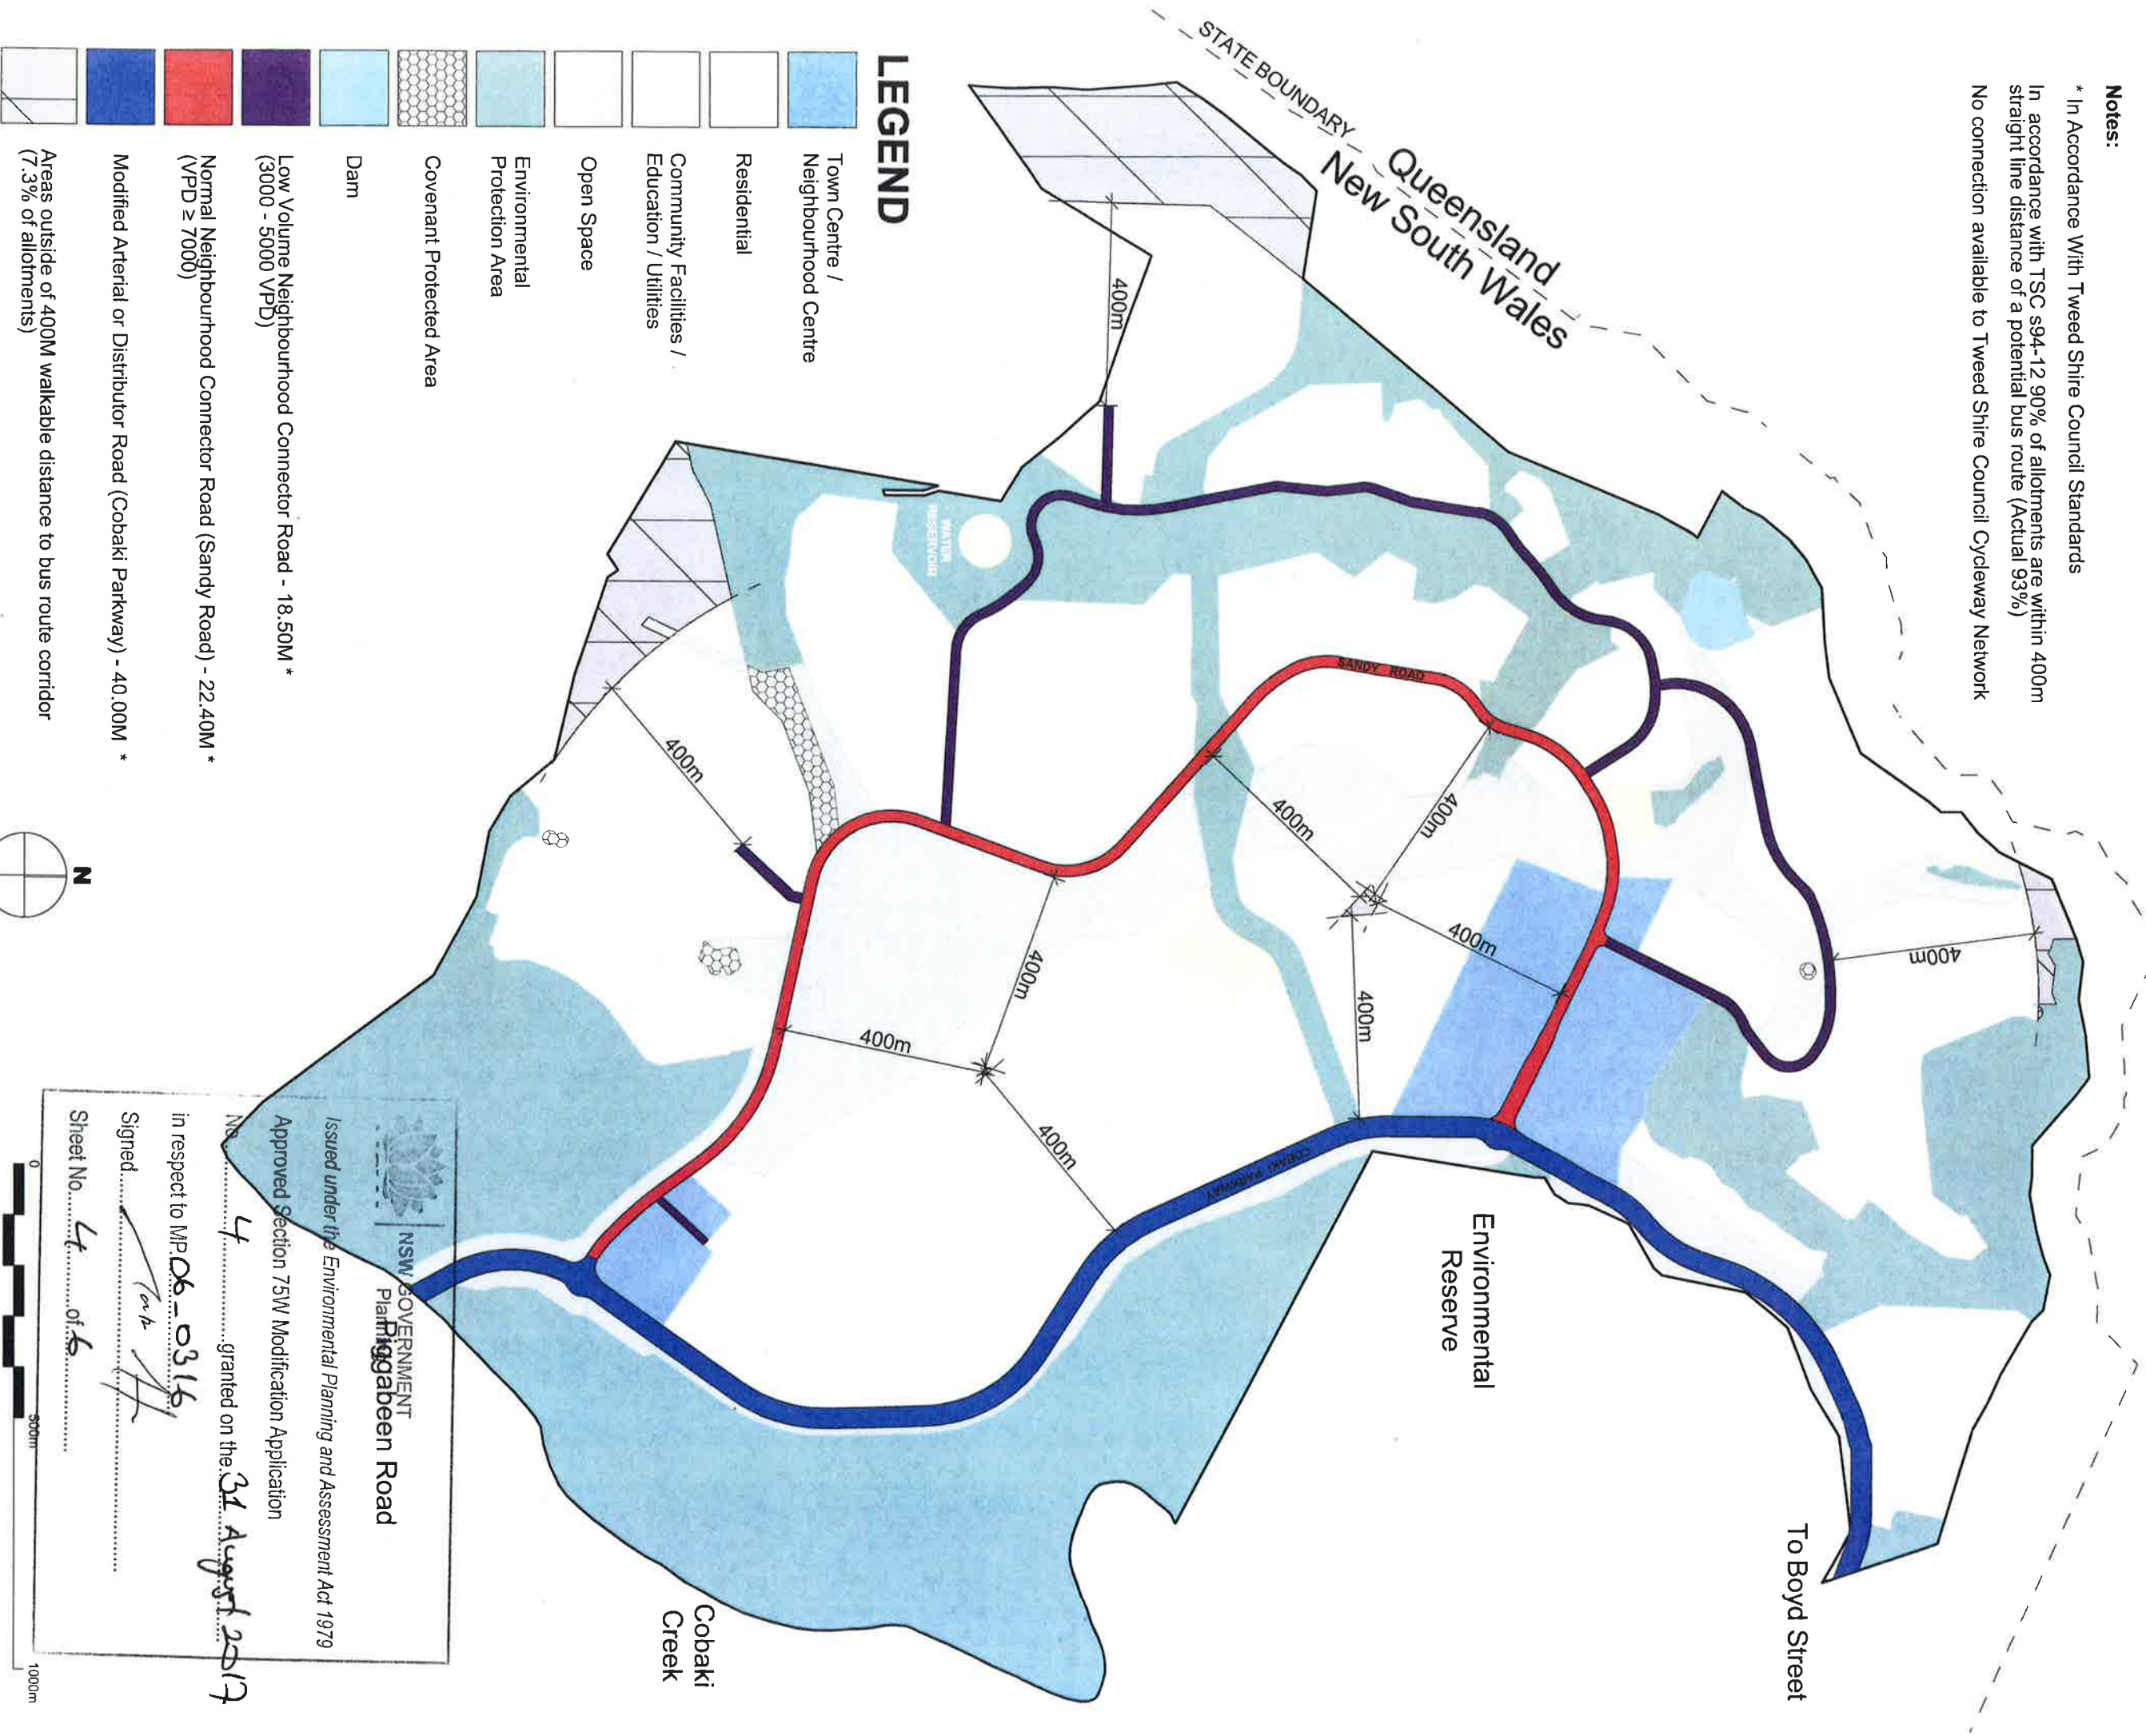 Notes:
* In Accordance With Tweed Shire Council Standards
In accordance with TSC s94-12 90% of allotments are within 400m
straight line distance of a potential bus route (Actual 93%)
No connection available to Tweed Shire Council Cycleway Network
STATE BOUNDARY
Queensland
New South Wales
400m
WATER
RESERVOIR
SANDY ROAD
400m
400m
400m
400m
400m
400m
400m
400m
400m
COBAKI PARKWAY
Environmental
Reserve
To Boyd Street
Cobaki
Creek
Piggabeen Road
LEGEND
Town Centre /
Neighbourhood Centre
Residential
Community Facilities /
Education / Utilities
Open Space
Environmental
Protection Area
Covenant Protected Area
Dam
Low Volume Neighbourhood Connector Road - 18.50M *
(3000 - 5000 VPD)
Normal Neighbourhood Connector Road (Sandy Road) - 22.40M *
(VPD ≥ 7000)
Modified Arterial or Distributor Road (Cobaki Parkway) - 40.00M *
Areas outside of 400M walkable distance to bus route corridor
(7.3% of allotments)
N
NSW GOVERNMENT
Planning
Issued under the Environmental Planning and Assessment Act 1979
Approved Section 75W Modification Application
No. 4 granted on the 31 August 2017
in respect to MP 06-0316
Signed
Sheet No. 4 of 6
0 500m 1000m